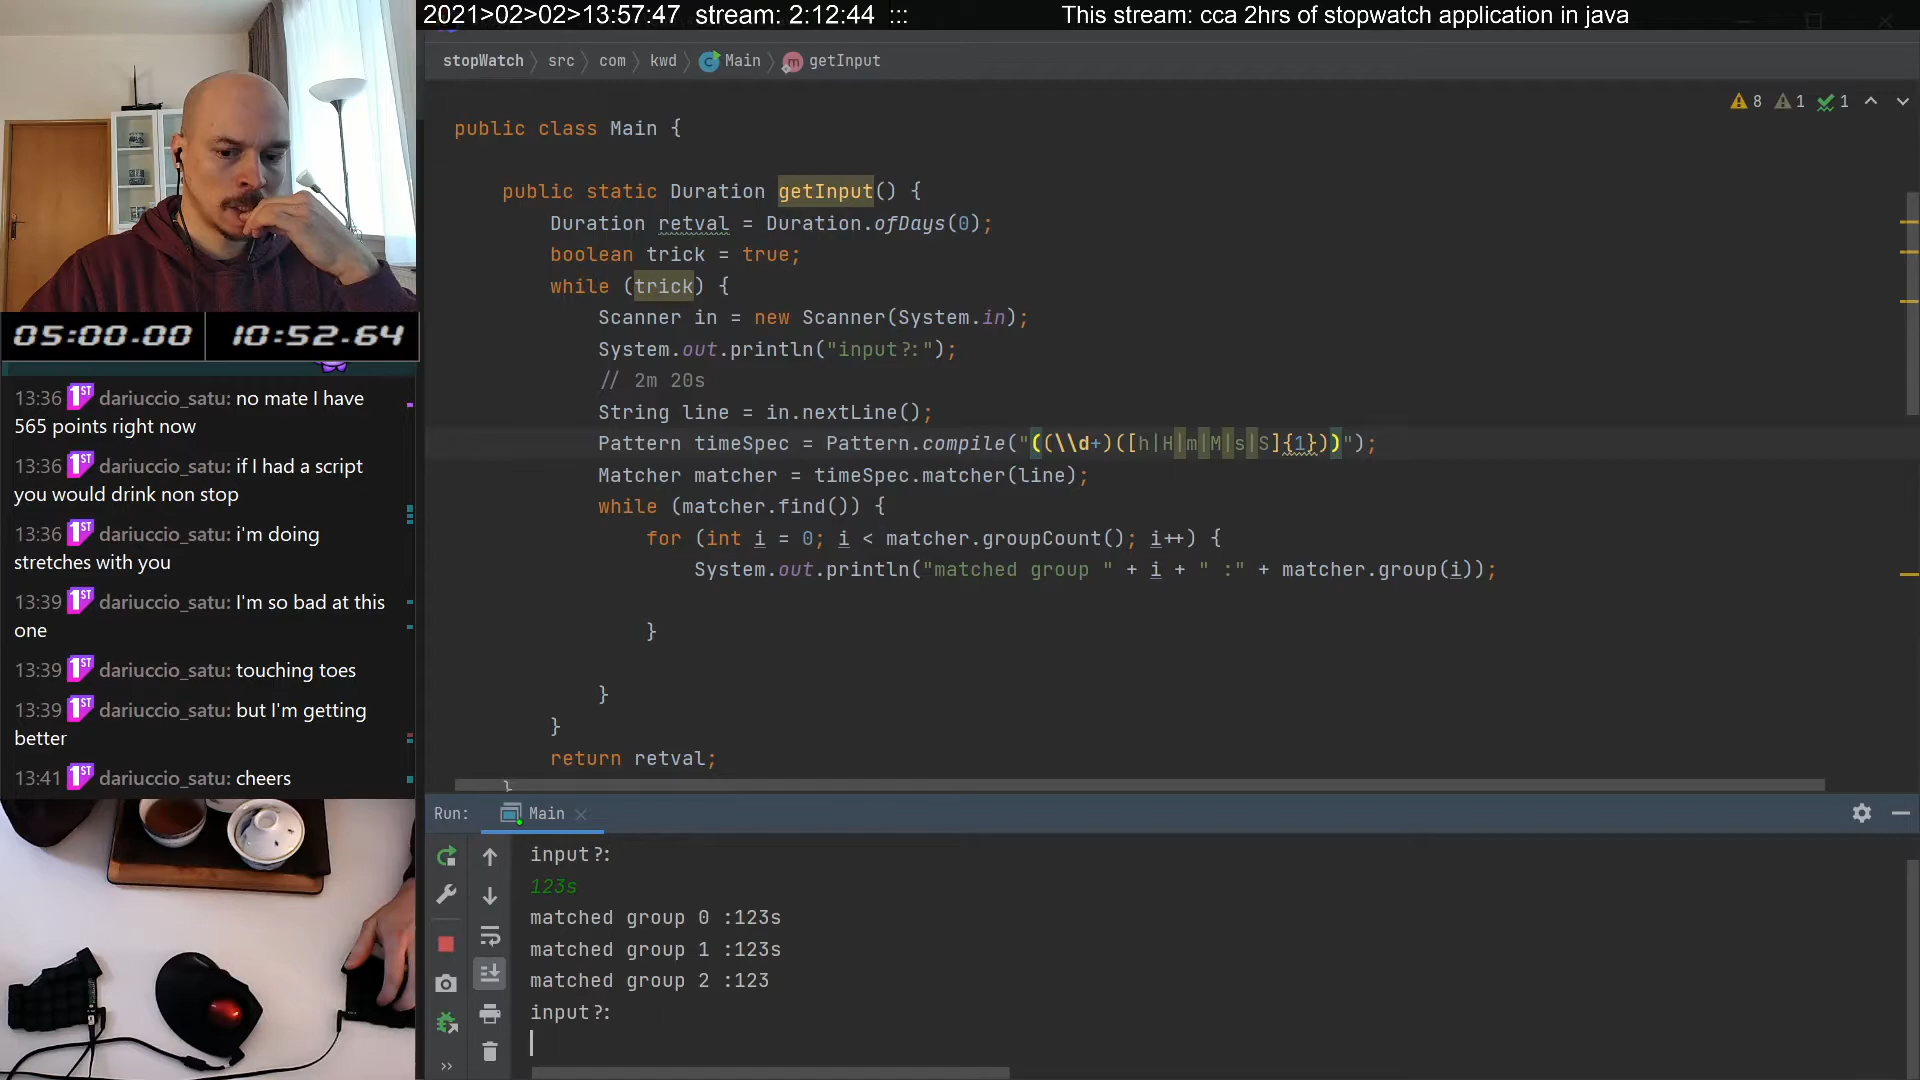 2021>02>02>13:57:47  stream: 2:12:44  :::
This stream: cca 2hrs of stopwatch application in java
stopWatch
src
com
kwd
Main
getInput
8
1
1
public class Main {
public static Duration getInput() {
Duration retval = Duration.ofDays(0);
boolean trick = true;
while (trick) {
Scanner in = new Scanner(System.in);
System.out.println("input?:");
// 2m 20s
String line = in.nextLine();
Pattern timeSpec = Pattern.compile("((\\d+)([h|H|m|M|s|S]{1}))");
Matcher matcher = timeSpec.matcher(line);
while (matcher.find()) {
for (int i = 0; i < matcher.groupCount(); i++) {
System.out.println("matched group " + i + " :" + matcher.group(i));
}
}
}
return retval;
}
05:00.00
10:52.64
13:36 1ST dariuccio_satu: no mate I have
565 points right now
13:36 1ST dariuccio_satu: if I had a script
you would drink non stop
13:36 1ST dariuccio_satu: i'm doing
stretches with you
13:39 1ST dariuccio_satu: I'm so bad at this
one
13:39 1ST dariuccio_satu: touching toes
13:39 1ST dariuccio_satu: but I'm getting
better
13:41 1ST dariuccio_satu: cheers
Run:
Main
input?:
123s
matched group 0 :123s
matched group 1 :123s
matched group 2 :123
input?: